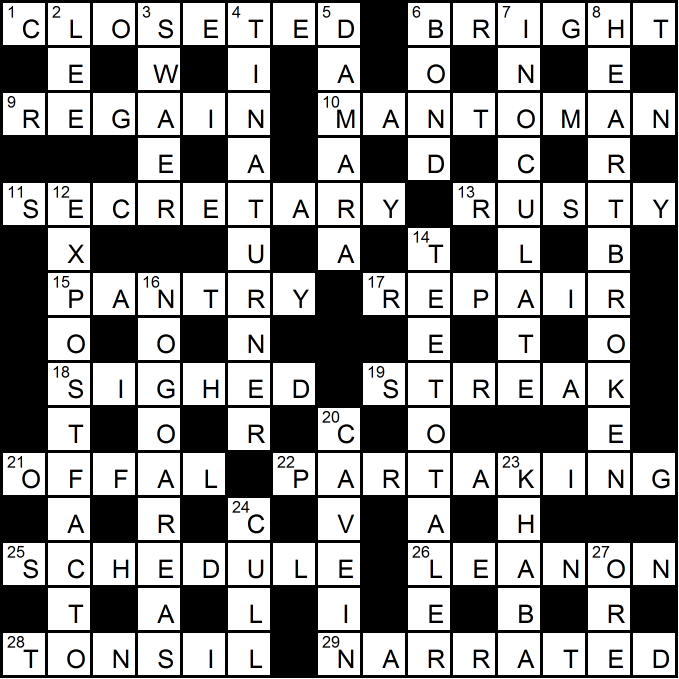 1 C 2 L O 3 S E 4 T E 5 D 6 B R 7 I G 8 H T
E W I A O N E
9 R E G A I N 10 M A N T O M A N
E A A D C R
11 S 12 E C R E T A R Y 13 R U S T Y
X U A 14 T L B
15 P A 16 N T R Y 17 R E P A I R
O O N E T O
18 S I G H E D 19 S T R E A K
T O R 20 C O E
21 O F F A L 22 P A R T A 23 K I N G
A R 24 C V A H
25 S C H E D U L E 26 L E A N 27 O N
T A L I E B R
28 T O N S I L 29 N A R R A T E D